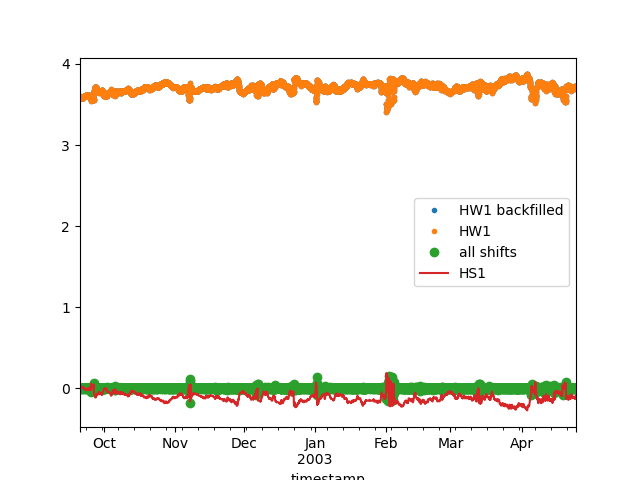 4
3
2
1
0
HW1 backfilled
HW1
all shifts
HS1
Oct Nov Dec Jan Feb Mar Apr
2003
timestamp